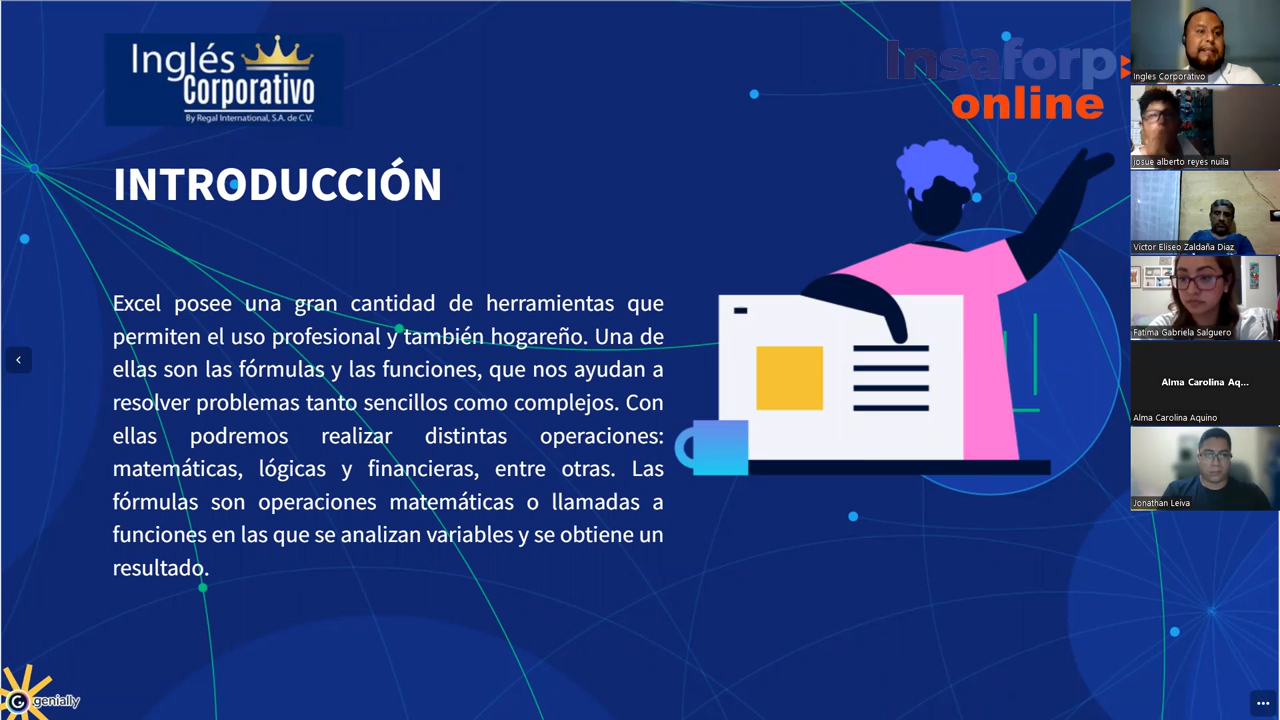 Inglés
Corporativo
By Regal International, S.A. de C.V.
Insaforp
online
INTRODUCCIÓN
Excel posee una gran cantidad de herramientas que
permiten el uso profesional y también hogareño. Una de
ellas son las fórmulas y las funciones, que nos ayudan a
resolver problemas tanto sencillos como complejos. Con
ellas podremos realizar distintas operaciones:
matemáticas, lógicas y financieras, entre otras. Las
fórmulas son operaciones matemáticas o llamadas a
funciones en las que se analizan variables y se obtiene un
resultado.
genially
Ingles Corporativo
josue alberto reyes nuila
Victor Eliseo Zaldaña Diaz
Fatima Gabriela Salguero
Alma Carolina Aq...
Alma Carolina Aquino
Jonathan Leiva